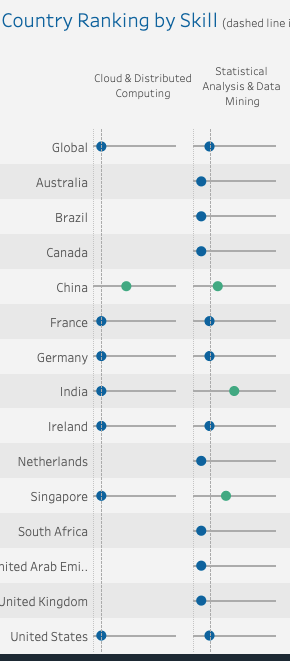 Country Ranking by Skill (dashed line i
Cloud & Distributed
Computing
Statistical
Analysis & Data
Mining
Global
Australia
Brazil
Canada
China
France
Germany
India
Ireland
Netherlands
Singapore
South Africa
nited Arab Emi..
United Kingdom
United States